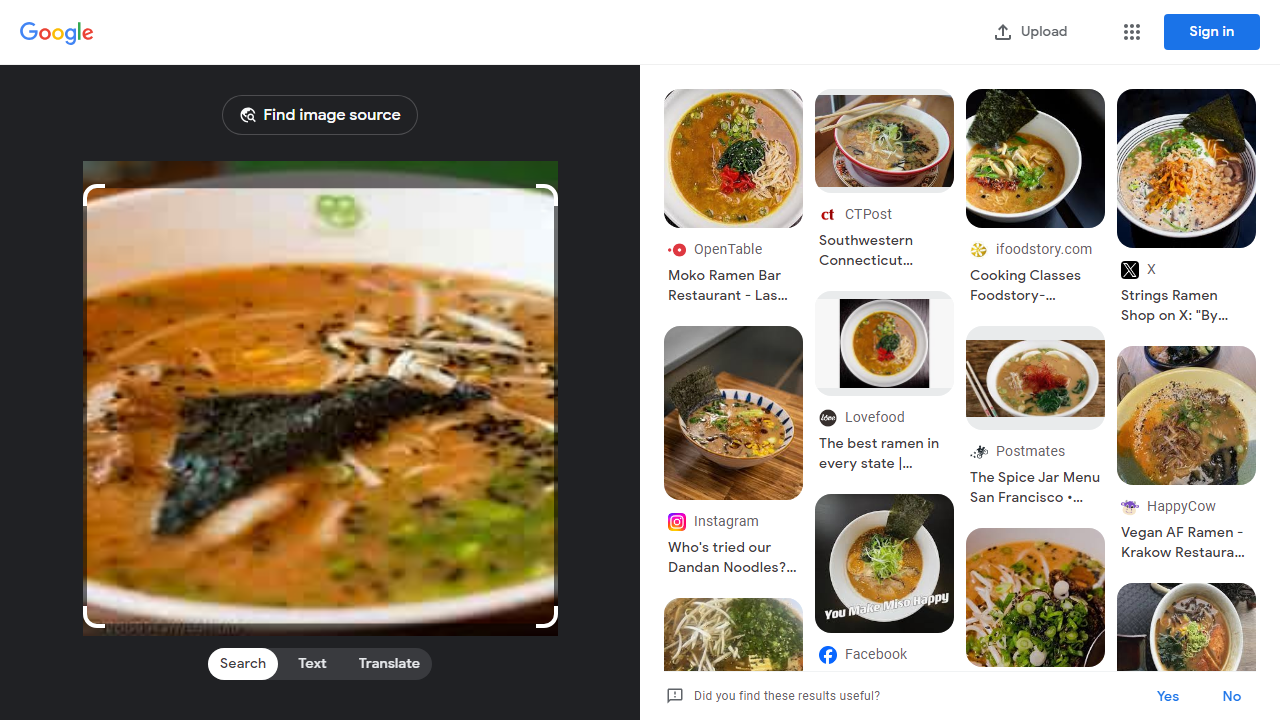 Google
Upload
Sign in
Find image source
Search
Text
Translate
OpenTable
Moko Ramen Bar
Restaurant - Las...
Instagram
Who's tried our
Dandan Noodles?...
CTPost
Southwestern
Connecticut...
Lovefood
The best ramen in
every state |...
You Make Miso Happy
Facebook
ifoodstory.com
Cooking Classes
Foodstory-...
Postmates
The Spice Jar Menu
San Francisco •...
X
Strings Ramen
Shop on X: "By...
HappyCow
Vegan AF Ramen -
Krakow Restaura...
Did you find these results useful?
Yes
No